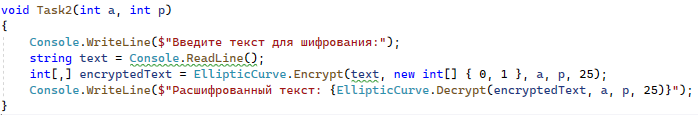 void Task2(int a, int p)
{
Console.WriteLine($"Введите текст для шифрования:");
string text = Console.ReadLine();
int[,] encryptedText = EllipticCurve.Encrypt(text, new int[] { 0, 1 }, a, p, 25);
Console.WriteLine($"Расшифрованный текст: {EllipticCurve.Decrypt(encryptedText, a, p, 25)}");
}